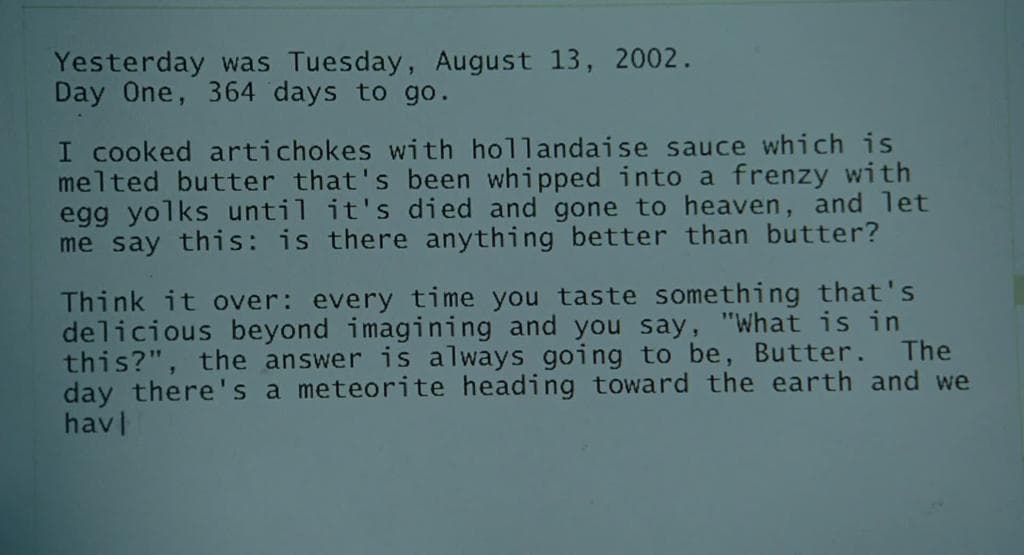 Yesterday was Tuesday, August 13, 2002.
Day One, 364 days to go.
I cooked artichokes with hollandaise sauce which is
melted butter that's been whipped into a frenzy with
egg yolks until it's died and gone to heaven, and let
me say this: is there anything better than butter?
Think it over: every time you taste something that's
delicious beyond imagining and you say, "What is in
this?", the answer is always going to be, Butter. The
day there's a meteorite heading toward the earth and we
hav